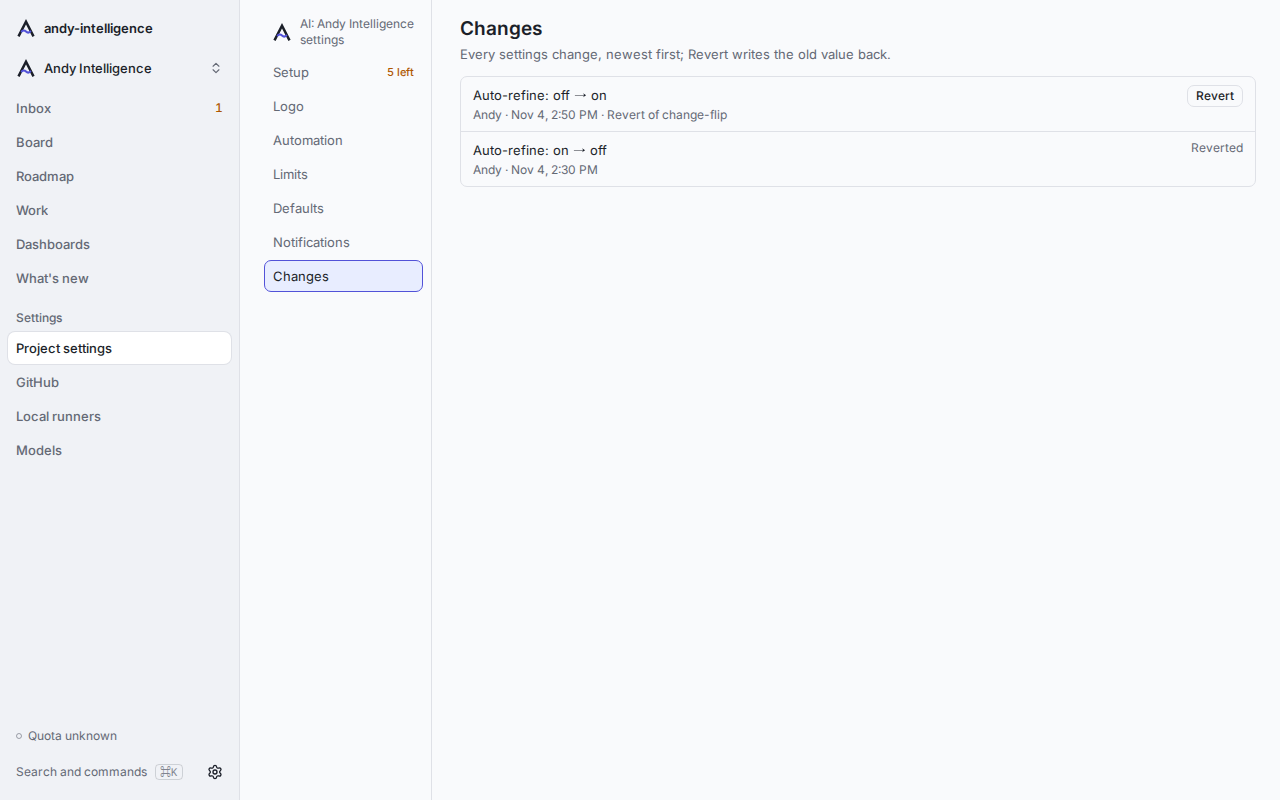 andy-intelligence
Andy Intelligence
Inbox 1
Board
Roadmap
Work
Dashboards
What's new
Settings
Project settings
GitHub
Local runners
Models
Quota unknown
Search and commands ⌘K
AI: Andy Intelligence
settings
Setup 5 left
Logo
Automation
Limits
Defaults
Notifications
Changes
Changes
Every settings change, newest first; Revert writes the old value back.
Auto-refine: off → on
Revert
Andy · Nov 4, 2:50 PM · Revert of change-flip
Auto-refine: on → off
Reverted
Andy · Nov 4, 2:30 PM